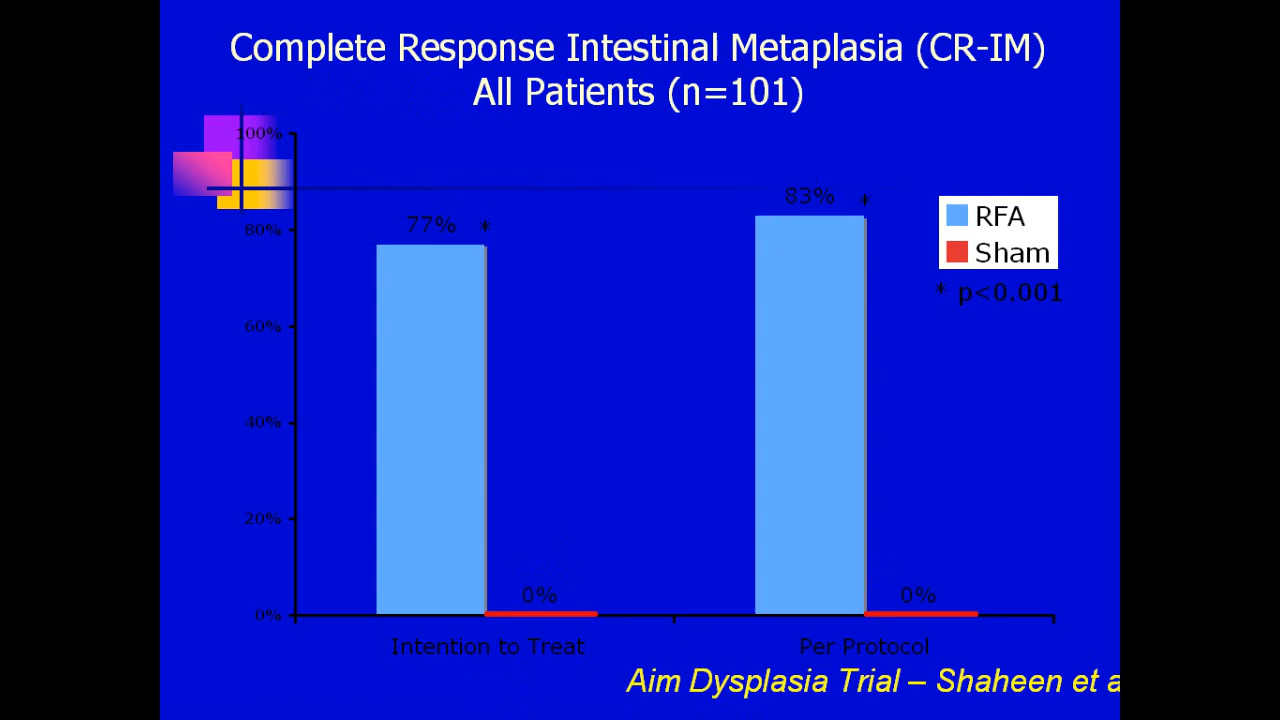 Complete Response Intestinal Metaplasia (CR-IM)
All Patients (n=101)
100%
80%
60%
40%
20%
0%
77% *
0%
83% *
0%
RFA
Sham
* p<0.001
Intention to Treat
Per Protocol
Aim Dysplasia Trial – Shaheen et a